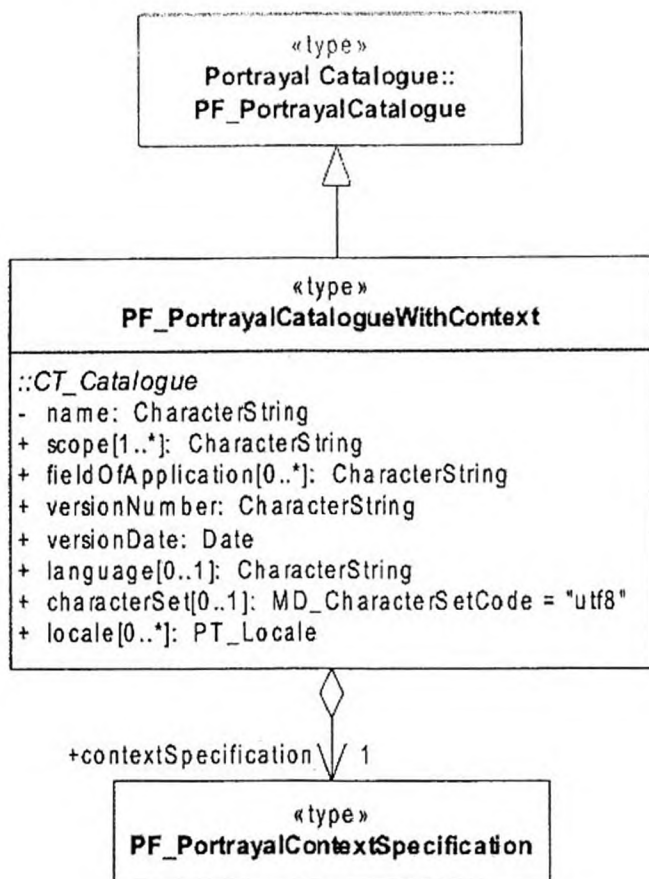 «type»
Portrayal Catalogue::
PF_PortrayalCatalogue
«type»
PF_PortrayalCatalogueWithContext
::CT_Catalogue
- name: CharacterString
+ scope[1..*]: CharacterString
+ fieldOfApplication[0..*]: CharacterString
+ versionNumber: CharacterString
+ versionDate: Date
+ language[0..1]: CharacterString
+ characterSet[0..1]: MD_CharacterSetCode = "utf8"
+ locale[0..*]: PT_Locale
+contextSpecification 1
«type»
PF_PortrayalContextSpecification